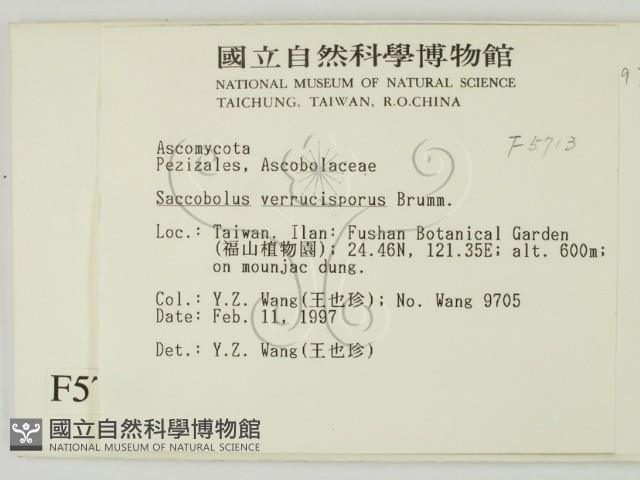 國立自然科學博物館
NATIONAL MUSEUM OF NATURAL SCIENCE
TAICHUNG, TAIWAN, R.O.CHINA
F5713
Ascomycota
Pezizales, Ascobolaceae
Saccobolus verrucisporus Brumm.
Loc.: Taiwan. Ilan: Fushan Botanical Garden
(福山植物園); 24.46N, 121.35E; alt. 600m;
on mounjac dung.
Col.: Y.Z. Wang(王也珍); No. Wang 9705
Date: Feb. 11, 1997
Det.: Y.Z. Wang(王也珍)
國立自然科學博物館
NATIONAL MUSEUM OF NATURAL SCIENCE